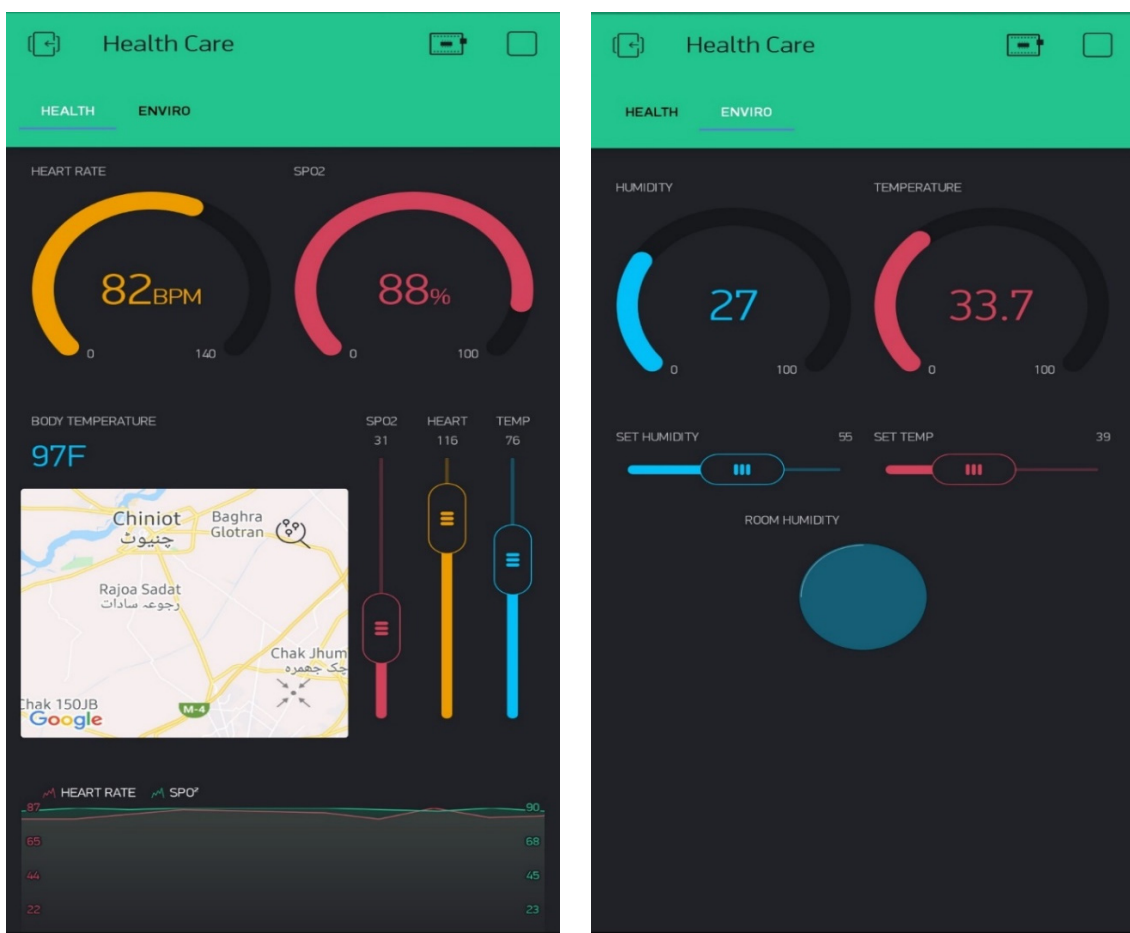 Health Care
HEALTH ENVIRO
HEART RATE SPO2
82BPM 88%
0 140 0 100
BODY TEMPERATURE SPO2 HEART TEMP
31 116 76
97F
Chiniot
چنیوٹ
Baghra
Glotran
Rajoa Sadat
رجوعہ سادات
Chak Jhum
چک جھمرہ
Chak 150JB
M-4
Google
HEART RATE SPO²
87 90
65 68
44 45
22 23
Health Care
HEALTH ENVIRO
HUMIDITY TEMPERATURE
27 33.7
0 100 0 100
SET HUMIDITY 55 SET TEMP 39
ROOM HUMIDITY